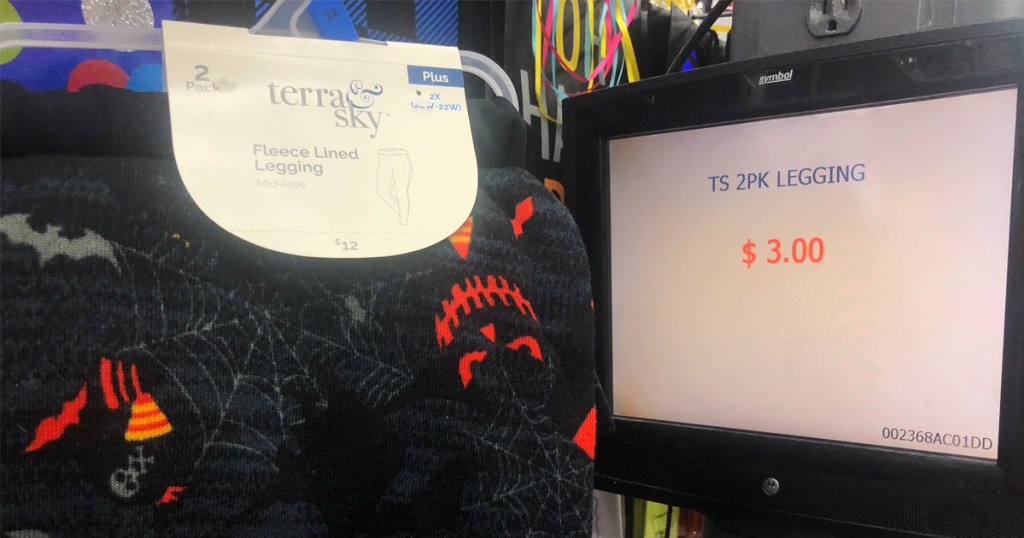 2
Pack
terra&
sky
Plus
2X
Fleece Lined
Legging
Mid-Rise
$12
symbol
TS 2PK LEGGING
$ 3.00
002368AC01DD